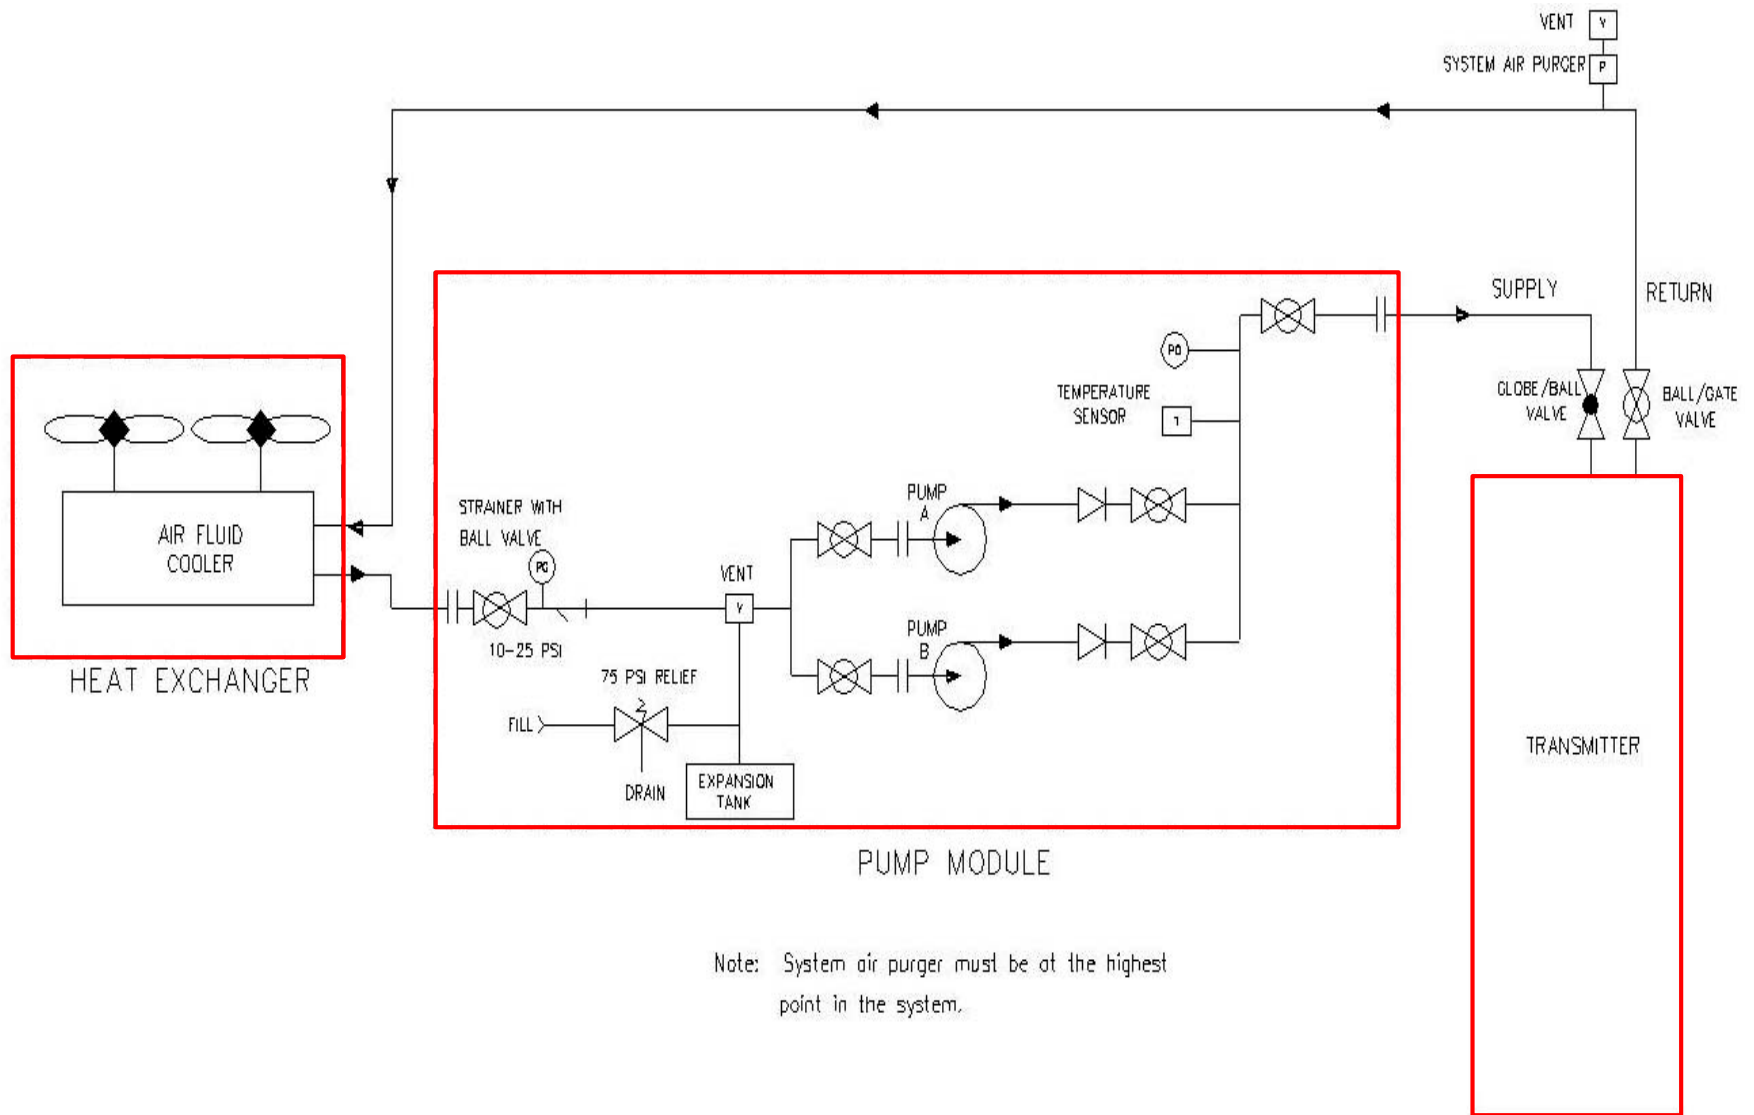 VENT V
SYSTEM AIR PURGER P
SUPPLY
RETURN
PG
TEMPERATURE
SENSOR
T
GLOBE/BALL
VALVE
BALL/GATE
VALVE
AIR FLUID
COOLER
HEAT EXCHANGER
STRAINER WITH
BALL VALVE
PG
10-25 PSI
VENT
V
PUMP
A
PUMP
B
75 PSI RELIEF
FILL
DRAIN
EXPANSION
TANK
TRANSMITTER
PUMP MODULE
Note: System air purger must be at the highest
point in the system.